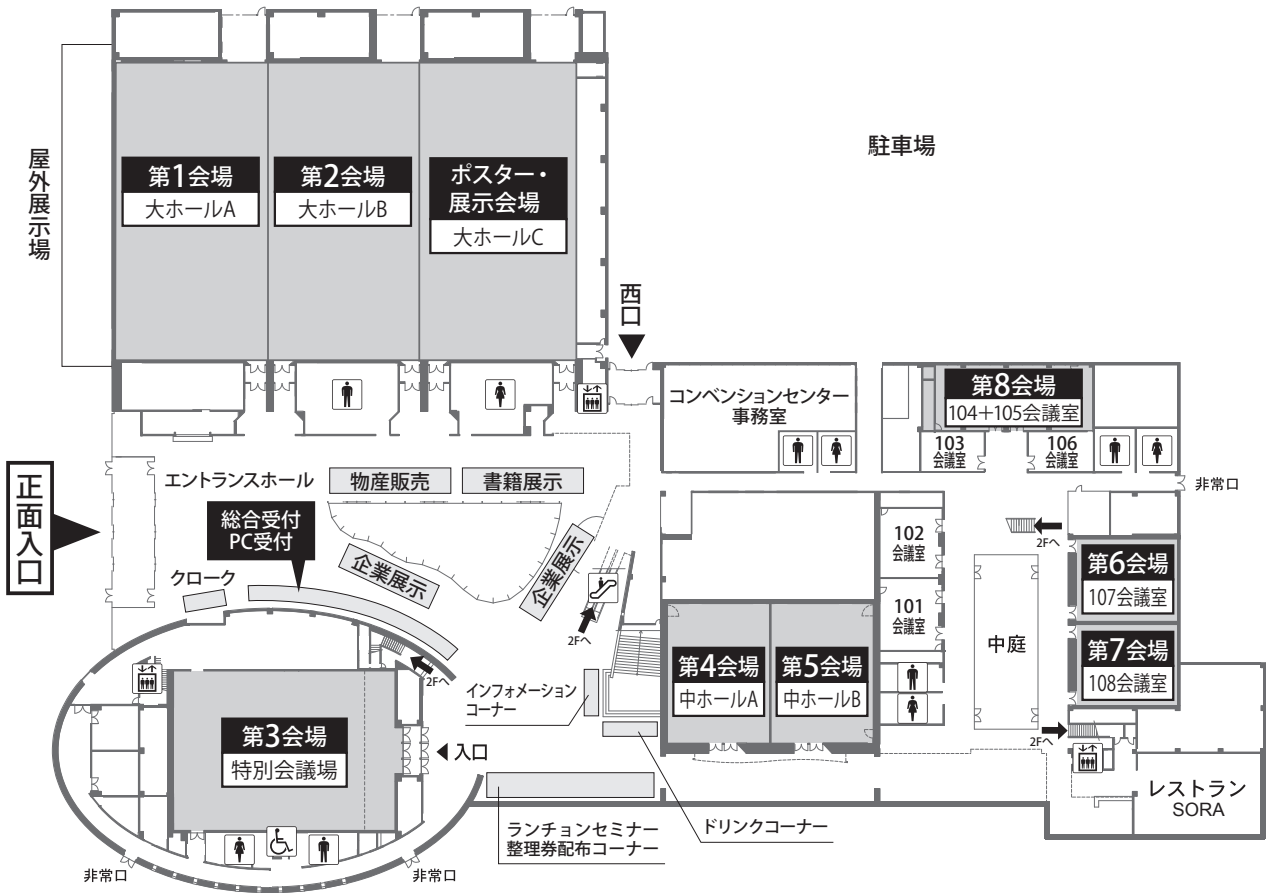 屋外展示場
第1会場
大ホールA
第2会場
大ホールB
ポスター・
展示会場
大ホールC
駐車場
西口
コンベンションセンター
事務室
第8会場
104+105会議室
103
会議室
106
会議室
非常口
正面入口
エントランスホール
物産販売
書籍展示
総合受付
PC受付
クローク
企業展示
企業展示
2Fへ
2Fへ
102
会議室
101
会議室
2Fへ
中庭
第6会場
107会議室
第7会場
108会議室
第4会場
中ホールA
第5会場
中ホールB
インフォメーション
コーナー
第3会場
特別会議場
入口
2Fへ
レストラン
SORA
ランチョンセミナー
整理券配布コーナー
ドリンクコーナー
非常口
非常口